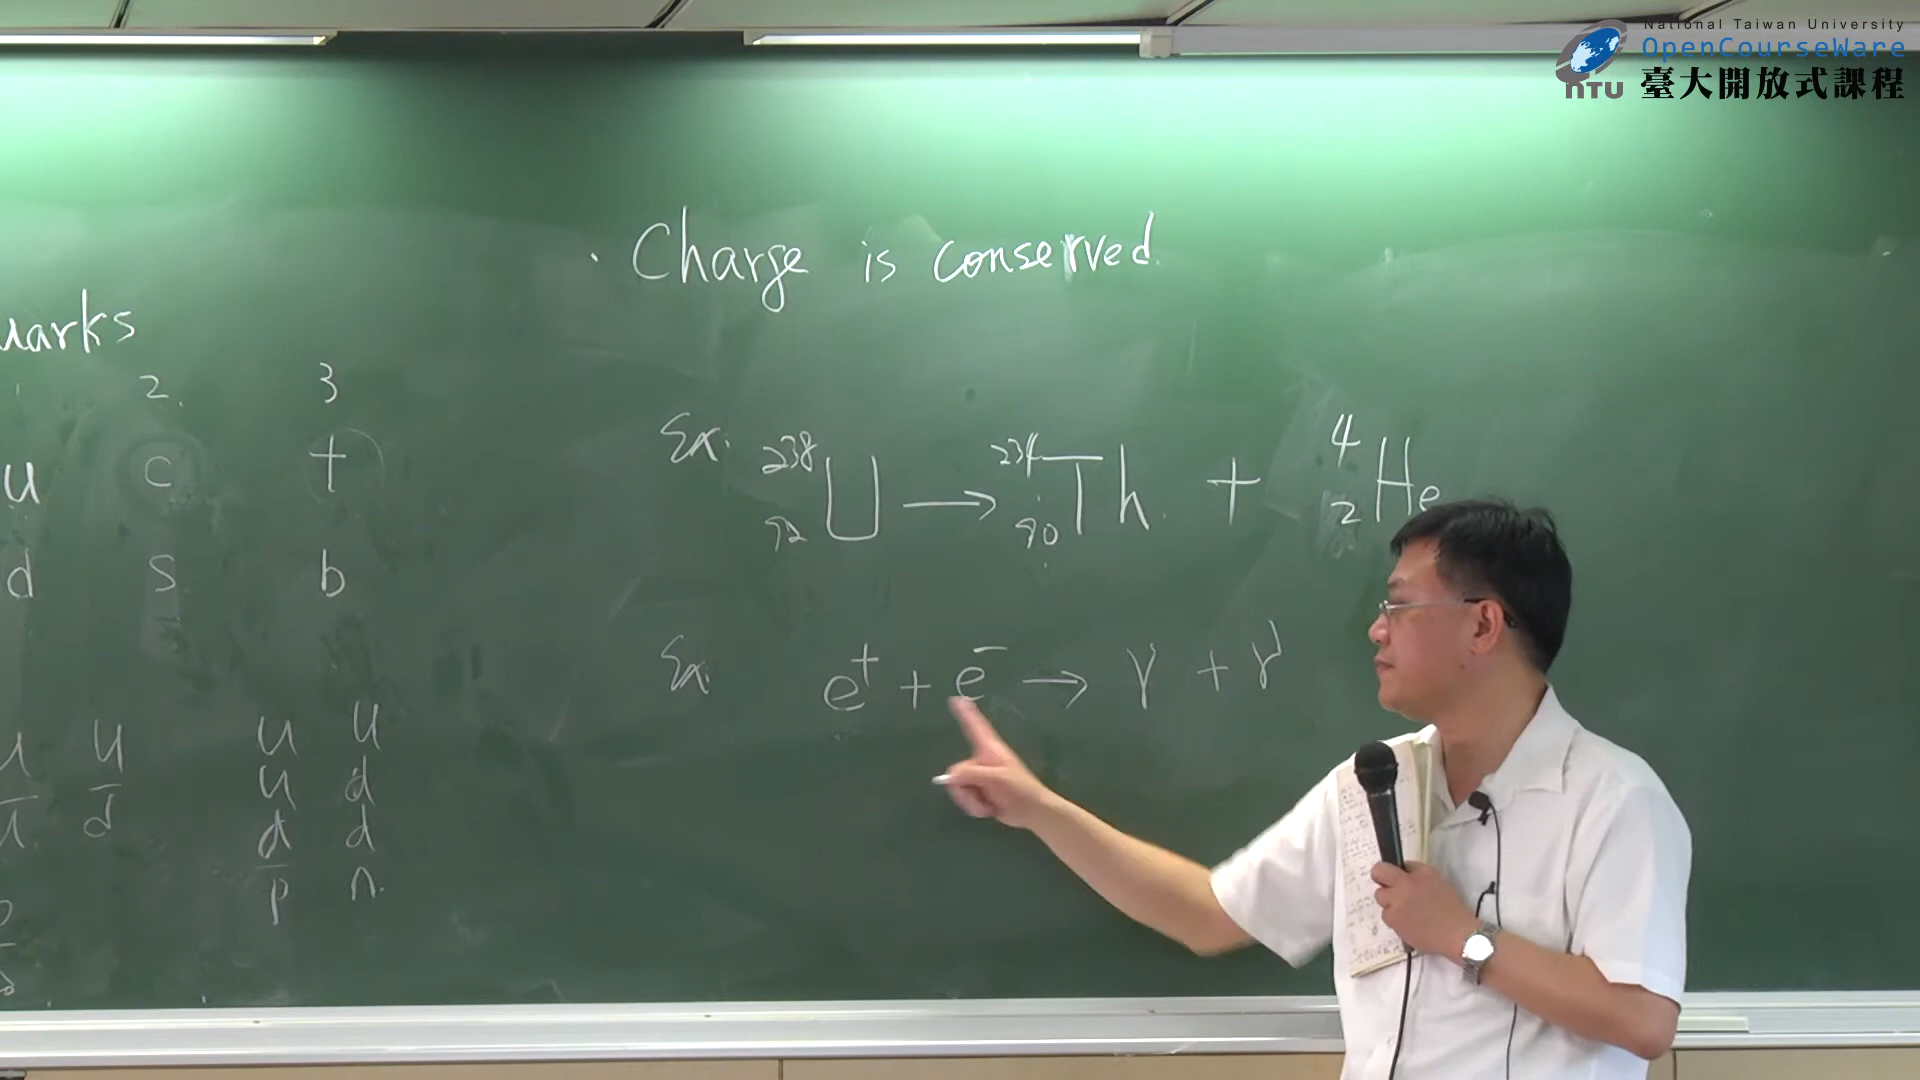 National Taiwan University
OpenCourseWare
臺大開放式課程
NTU
· Charge is conserved.
uarks
1 2. 3
u c t
d s b
Ex. ²³⁸₉₂U → ²³⁴₉₀Th + ⁴₂He
Ex. e⁺ + e⁻ → γ + γ
u u u
u d
d d d
p n.